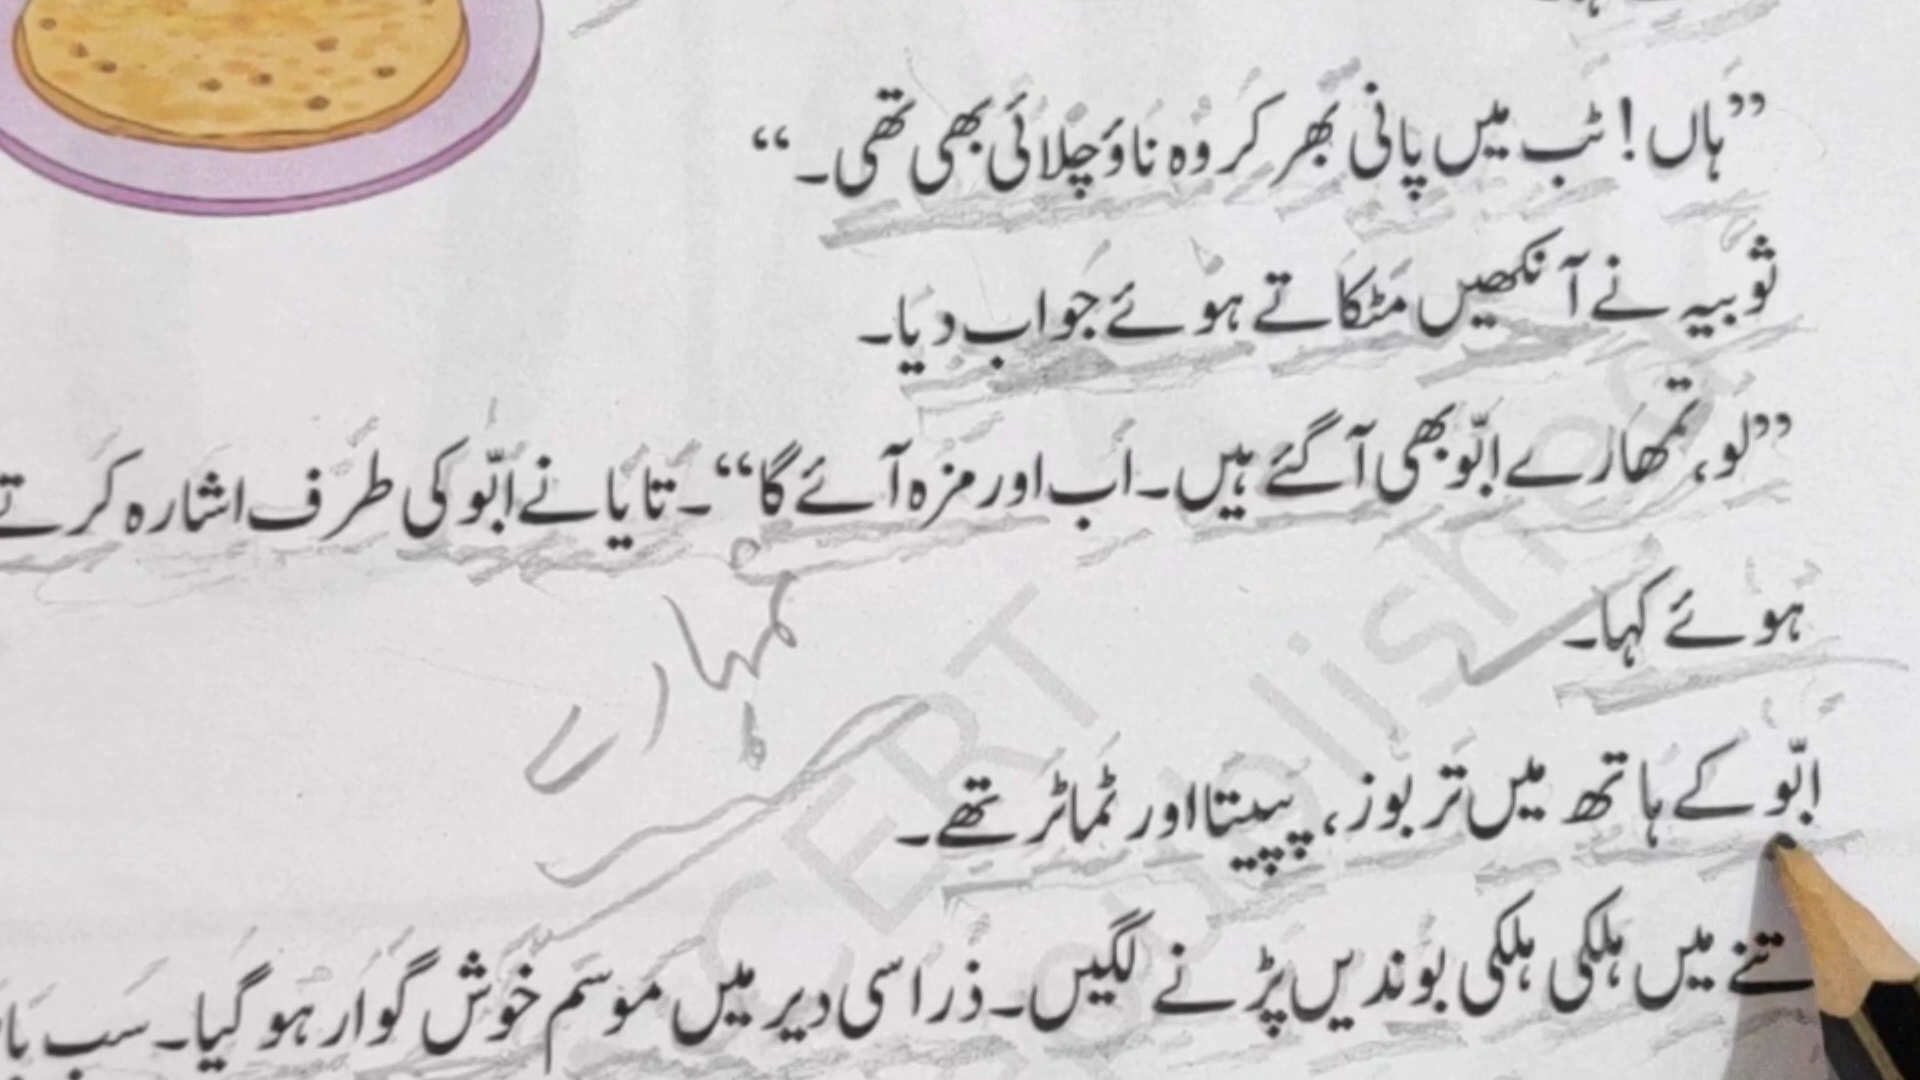 ”ہاں! ٹب میں پانی بھر کر وہ ناؤ چلائی بھی تھی۔“
ثوبیہ نے آنکھیں مٹکاتے ہوئے جواب دیا۔
”لو، تمھارے ابّو بھی آگئے ہیں۔ اب اور مزہ آئے گا“۔ تایا نے ابّو کی طرف اشارہ کرتے
ہوئے کہا۔
تمہارے
ابّو کے ہاتھ میں تربوز، پپیتا اور ٹماٹر تھے۔
تنے میں ہلکی ہلکی بوندیں پڑنے لگیں۔ ذرا سی دیر میں موسم خوش گوار ہو گیا۔ سب